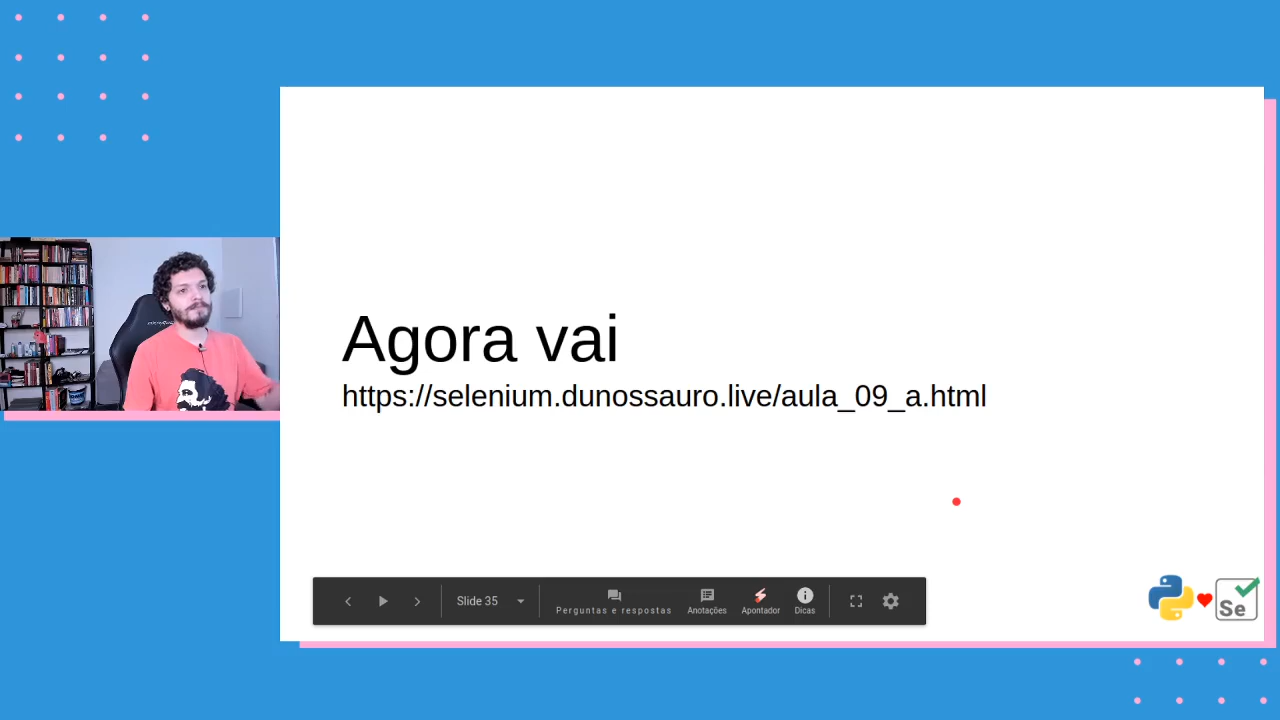 Agora vai
https://selenium.dunossauro.live/aula_09_a.html
Slide 35
Perguntas e respostas
Anotações
Apontador
Dicas
Se